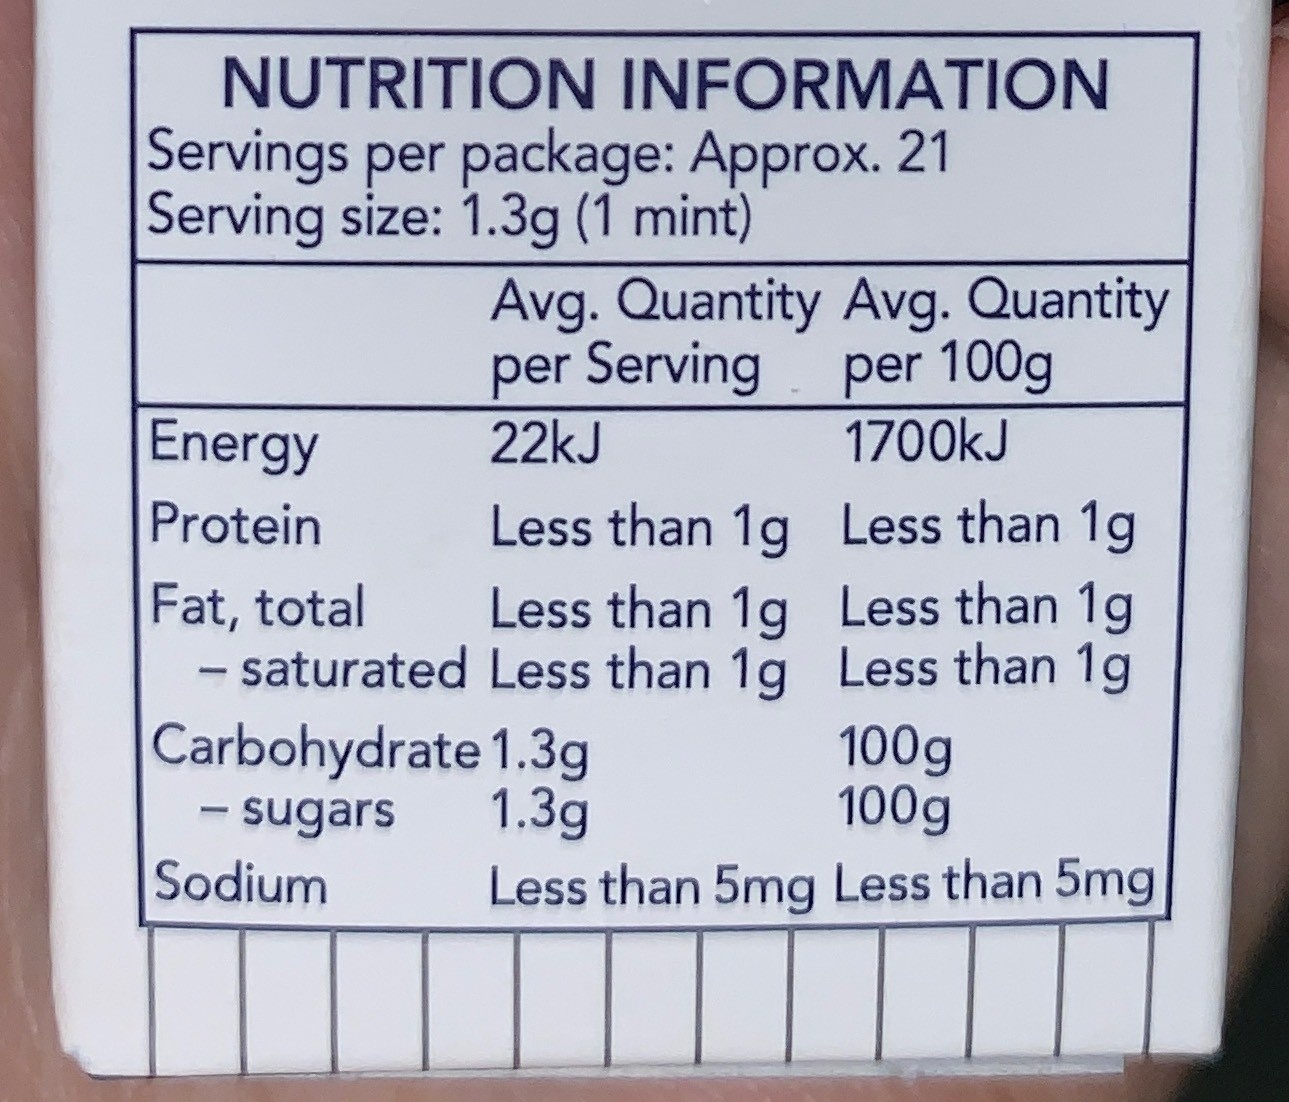 NUTRITION INFORMATION
Servings per package: Approx. 21
Serving size: 1.3g (1 mint)
Avg. Quantity Avg. Quantity
per Serving per 100g
Energy 22kJ 1700kJ
Protein Less than 1g Less than 1g
Fat, total Less than 1g Less than 1g
– saturated Less than 1g Less than 1g
Carbohydrate 1.3g 100g
– sugars 1.3g 100g
Sodium Less than 5mg Less than 5mg